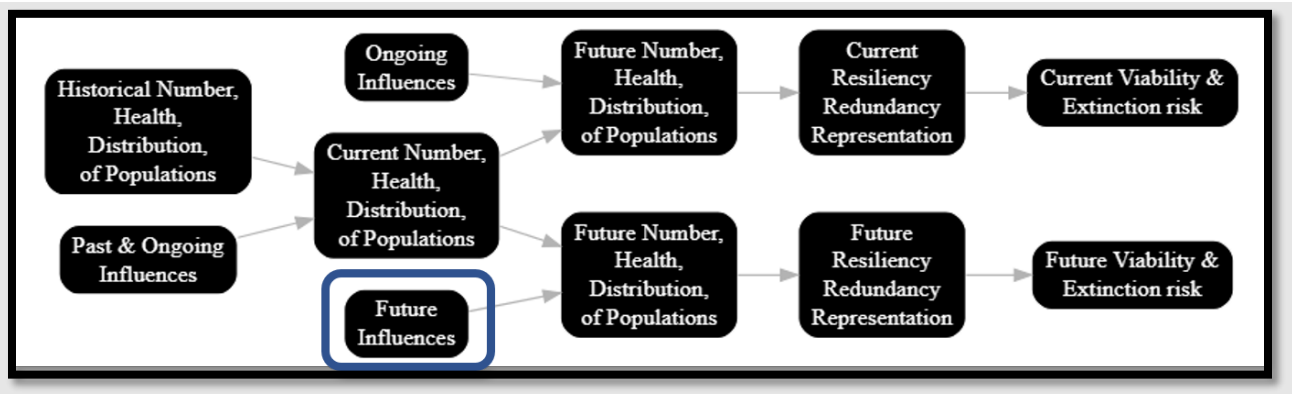 Historical Number,
Health,
Distribution,
of Populations
Past & Ongoing
Influences
Ongoing
Influences
Current Number,
Health,
Distribution,
of Populations
Future
Influences
Future Number,
Health,
Distribution,
of Populations
Current
Resiliency
Redundancy
Representation
Current Viability &
Extinction risk
Future Number,
Health,
Distribution,
of Populations
Future
Resiliency
Redundancy
Representation
Future Viability &
Extinction risk